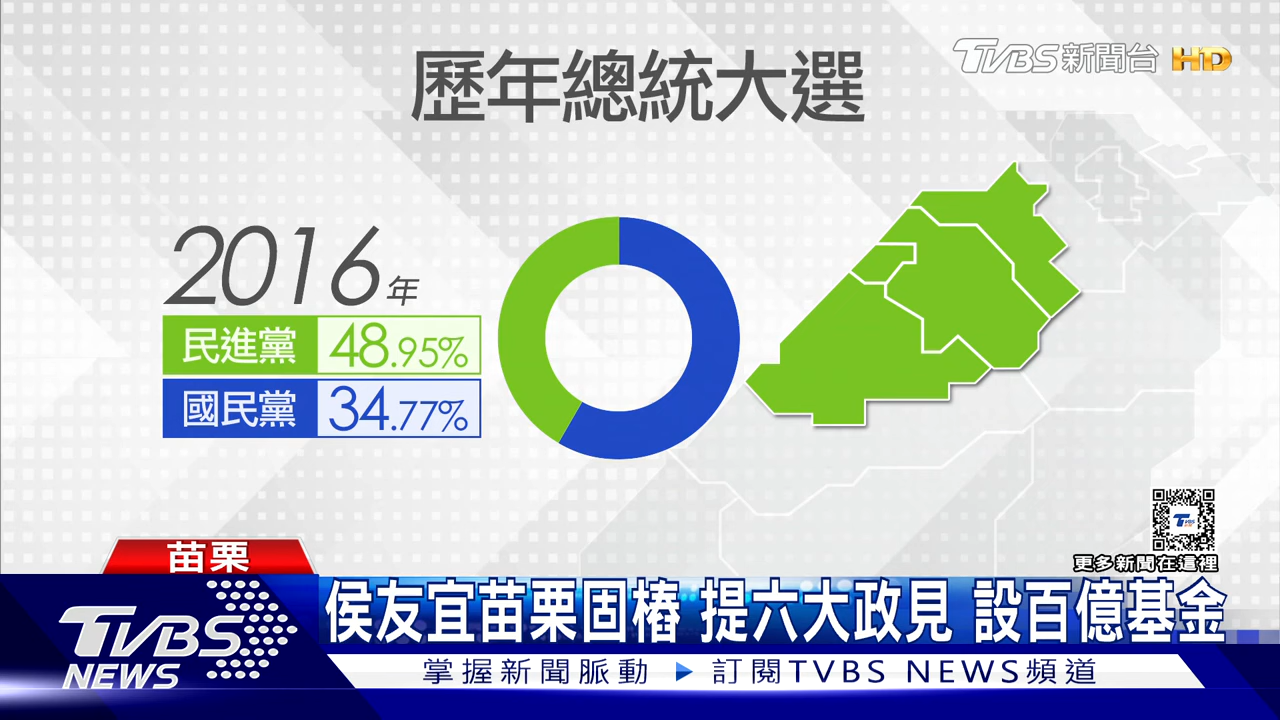 歷年總統大選
TVBS新聞台 HD
2016年
民進黨 48.95%
國民黨 34.77%
更多新聞在這裡
苗栗
侯友宜苗栗固樁 提六大政見 設百億基金
TVBS
NEWS
掌握新聞脈動 ▶ 訂閱TVBS NEWS頻道